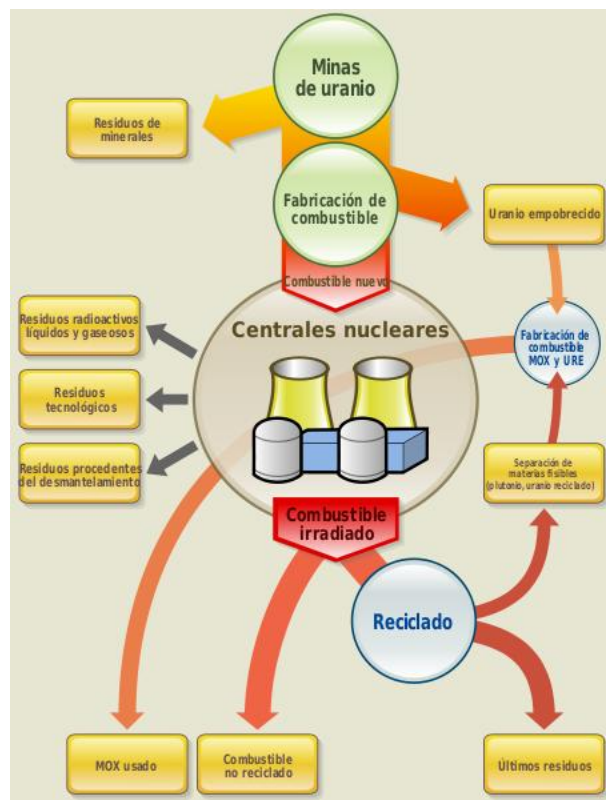 Minas
de uranio
Residuos de
minerales
Fabricación de
combustible
Uranio empobrecido
Combustible nuevo
Residuos radioactivos
líquidos y gaseosos
Centrales nucleares
Fabricación de
combustible
MOX y URE
Residuos
tecnológicos
Residuos procedentes
del desmantelamiento
Separación de
materias fisibles
(plutonio, uranio reciclado)
Combustible
irradiado
Reciclado
MOX usado
Combustible
no reciclado
Últimos residuos